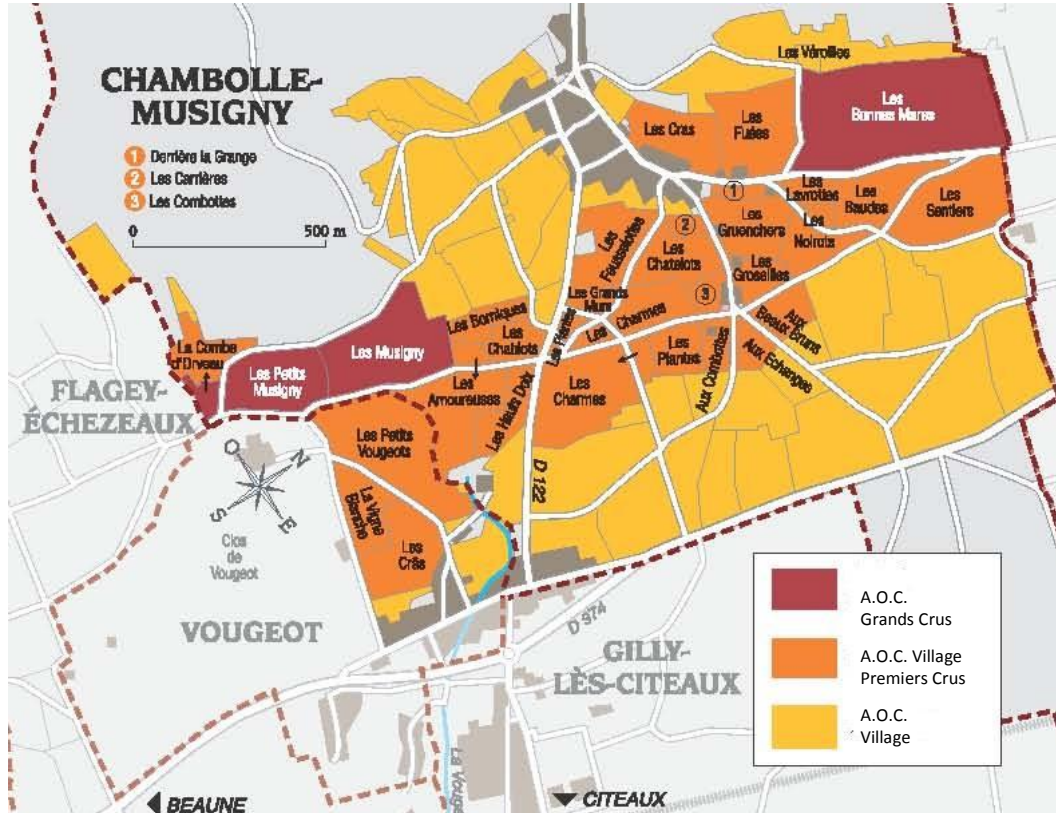 CHAMBOLLE-
MUSIGNY
1 Derrière la Grange
2 Les Carrières
3 Les Combottes
0 500 m
Les Véroilles
Les
Bonnes Mares
Les Cras
Les
Fuées
1
Les
Lavrottes
Les
Baudes
Les
Sentiers
2
Les
Gruenchers
Les
Noirots
Les
Feusselottes
Les
Chatelots
Les
Groseilles
Les Grands
Murs
3
Aux
Beaux Bruns
Les Borniques
Les
Chabiots
Les Plantes
Les Charmes
Les
Plantes
Aux Combottes
Aux Echanges
Les Musigny
La Combe
d'Orveau
Les Petits
Musigny
Les
Amoureuses
Les Hauts Doix
Les
Charmes
FLAGEY-
ÉCHEZEAUX
Les Petits
Vougeots
O
N
S
E
La Vigne
Blanche
D 122
Clos
de
Vougeot
Les
Crâs
VOUGEOT
D 974
GILLY-
LÈS-CITEAUX
A.O.C.
Grands Crus
A.O.C. Village
Premiers Crus
A.O.C.
Village
La Vouge
BEAUNE
CITEAUX